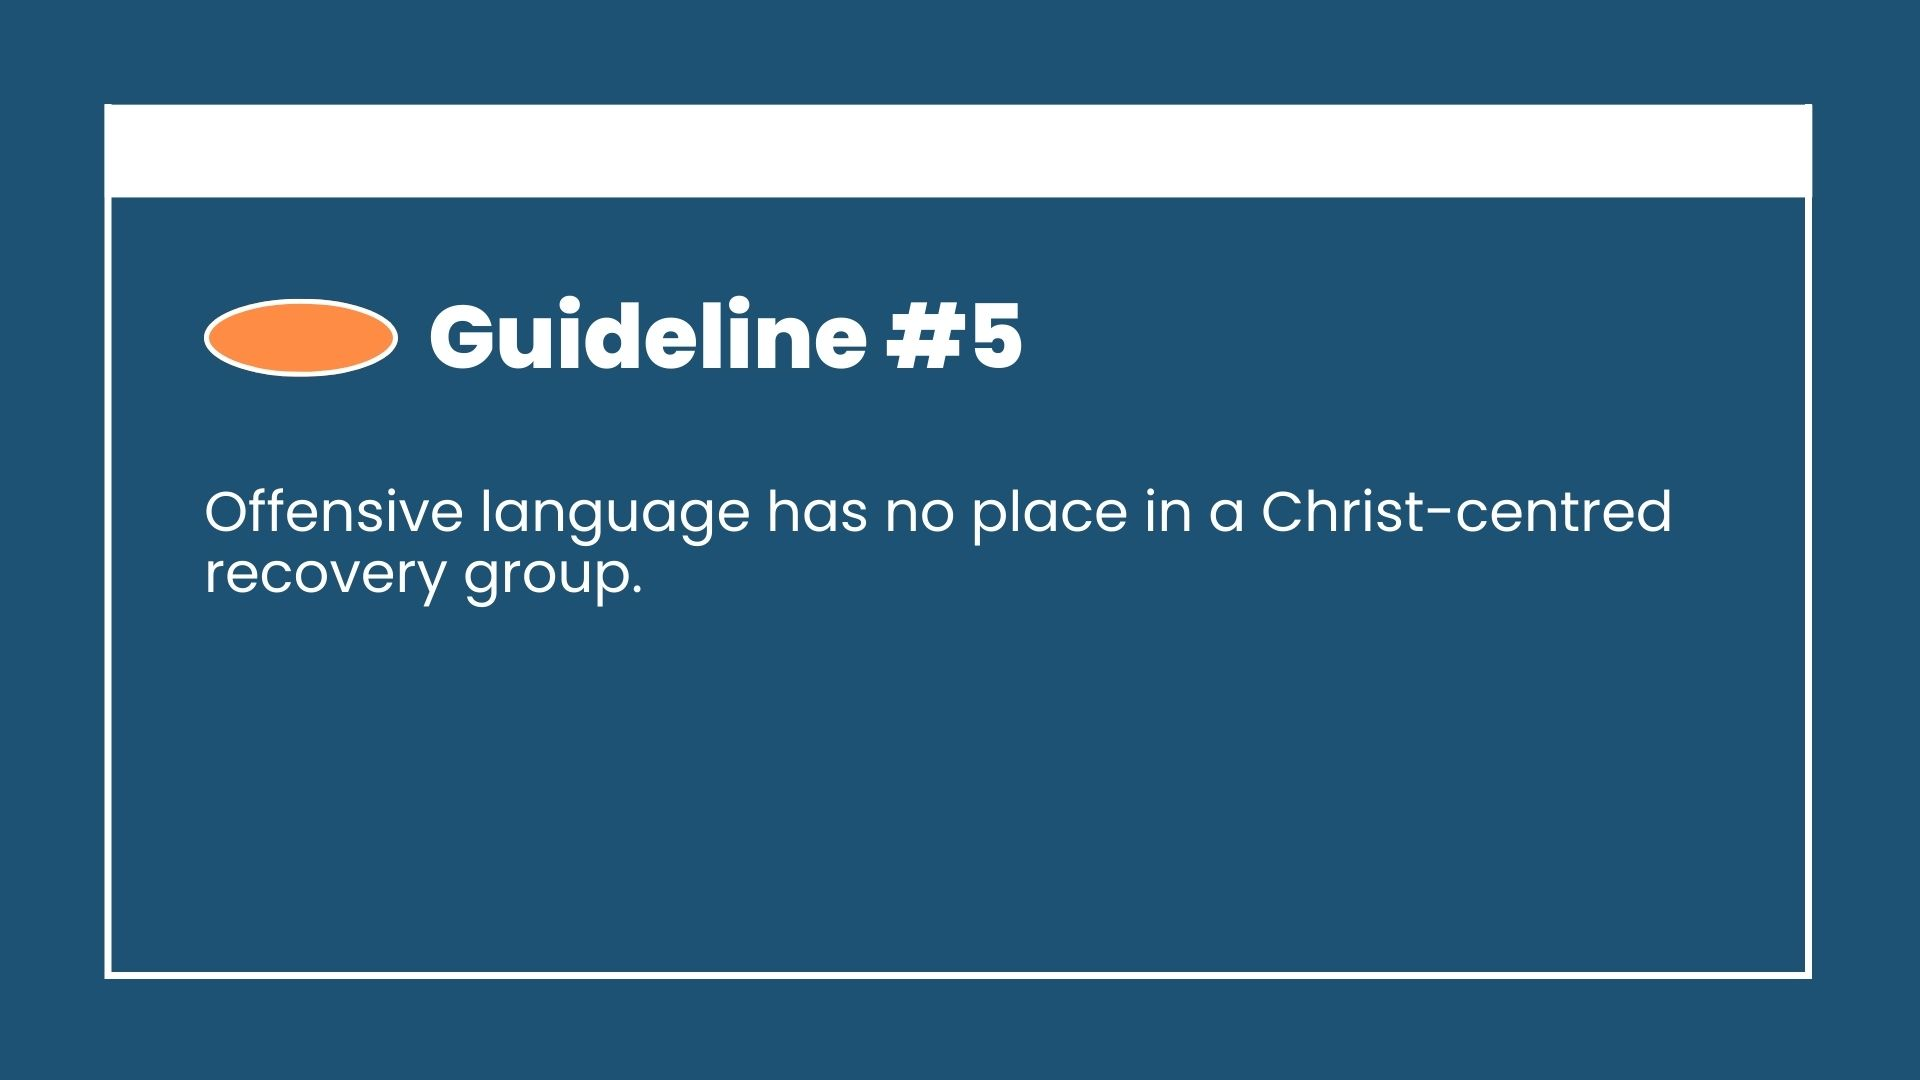 Guideline #5
Offensive language has no place in a Christ-centred
recovery group.